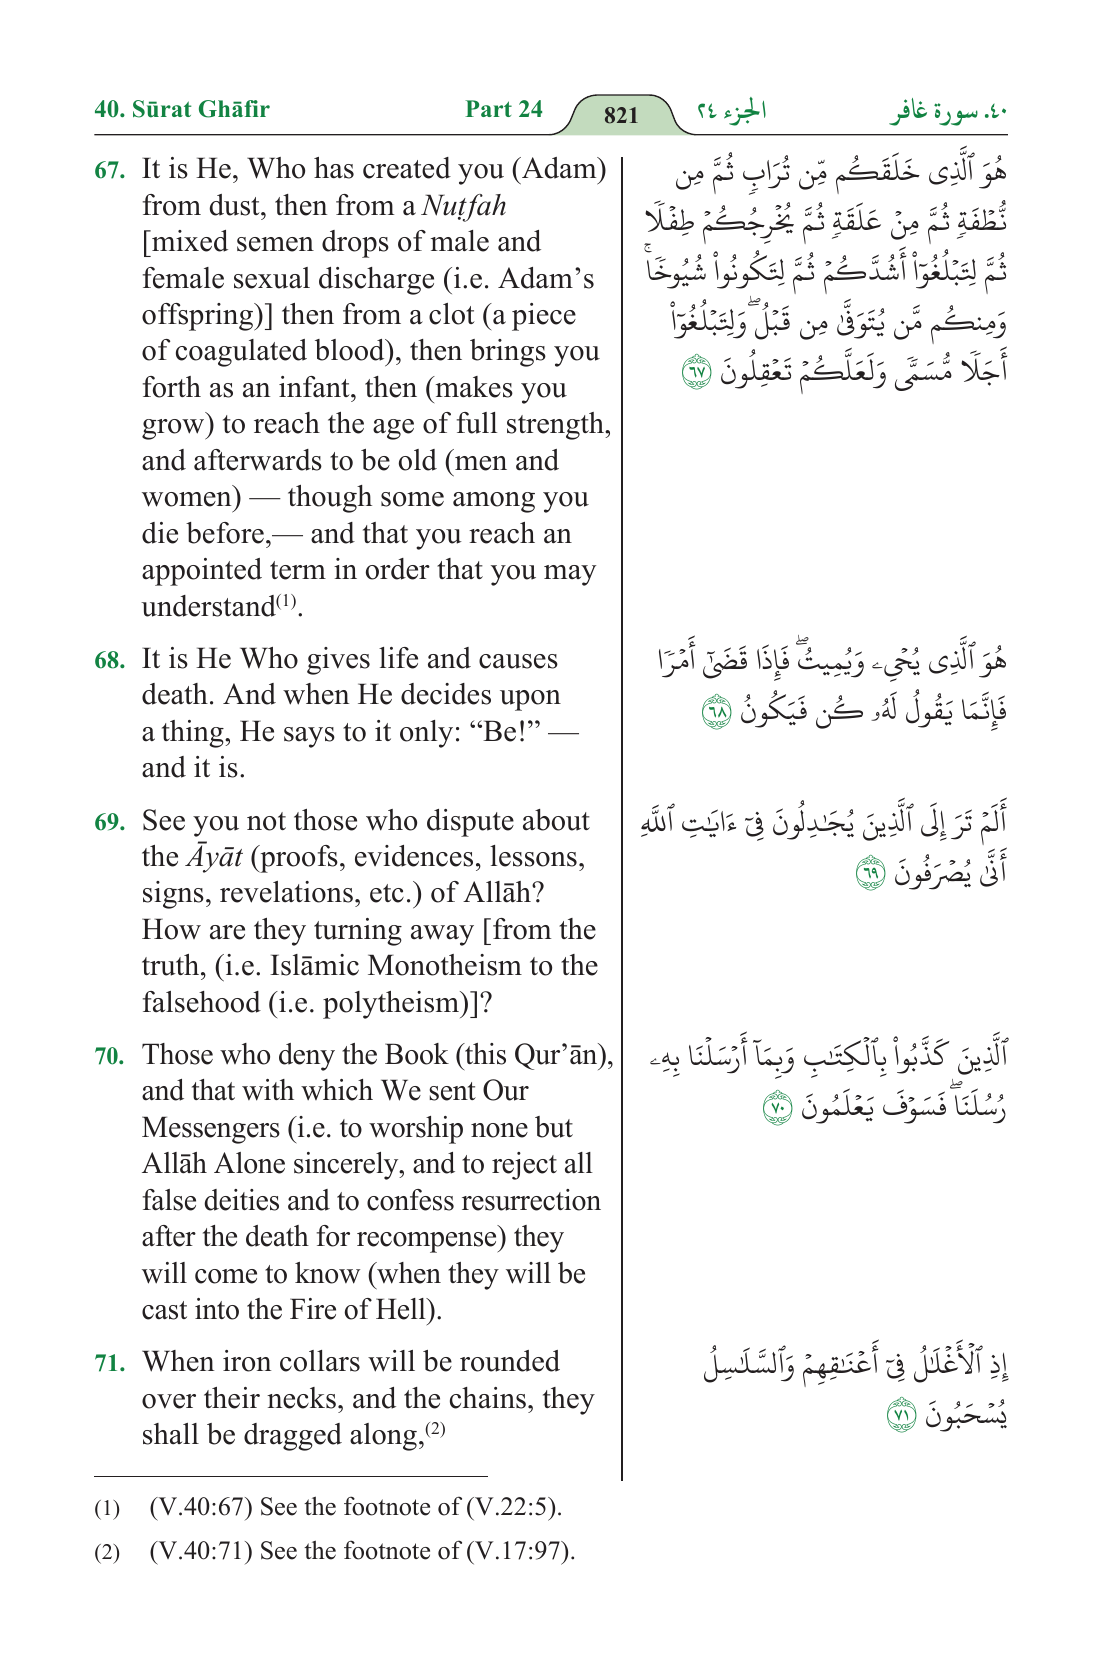 40. Sūrat Ghāfir
Part 24
821
الجزء ٢٤
٤٠. سورة غافر
67. It is He, Who has created you (Adam)
from dust, then from a Nuṭfah
[mixed semen drops of male and
female sexual discharge (i.e. Adam’s
offspring)] then from a clot (a piece
of coagulated blood), then brings you
forth as an infant, then (makes you
grow) to reach the age of full strength,
and afterwards to be old (men and
women) — though some among you
die before,— and that you reach an
appointed term in order that you may
understand(1).
هُوَ ٱلَّذِى خَلَقَكُم مِّن تُرَابٍ ثُمَّ مِن
نُّطْفَةٍ ثُمَّ مِنْ عَلَقَةٍ ثُمَّ يُخْرِجُكُمْ طِفْلًا
ثُمَّ لِتَبْلُغُوٓا۟ أَشُدَّكُمْ ثُمَّ لِتَكُونُوا۟ شُيُوخًا ۚ
وَمِنكُم مَّن يُتَوَفَّىٰ مِن قَبْلُ ۖ وَلِتَبْلُغُوٓا۟
أَجَلًا مُّسَمًّى وَلَعَلَّكُمْ تَعْقِلُونَ ٦٧
68. It is He Who gives life and causes
death. And when He decides upon
a thing, He says to it only: “Be!” —
and it is.
هُوَ ٱلَّذِى يُحْىِۦ وَيُمِيتُ ۖ فَإِذَا قَضَىٰٓ أَمْرًا
فَإِنَّمَا يَقُولُ لَهُۥ كُن فَيَكُونُ ٦٨
69. See you not those who dispute about
the Āyāt (proofs, evidences, lessons,
signs, revelations, etc.) of Allāh?
How are they turning away [from the
truth, (i.e. Islāmic Monotheism to the
falsehood (i.e. polytheism)]?
أَلَمْ تَرَ إِلَى ٱلَّذِينَ يُجَـٰدِلُونَ فِىٓ ءَايَـٰتِ ٱللَّهِ
أَنَّىٰ يُصْرَفُونَ ٦٩
70. Those who deny the Book (this Qur’ān),
and that with which We sent Our
Messengers (i.e. to worship none but
Allāh Alone sincerely, and to reject all
false deities and to confess resurrection
after the death for recompense) they
will come to know (when they will be
cast into the Fire of Hell).
ٱلَّذِينَ كَذَّبُوا۟ بِٱلْكِتَـٰبِ وَبِمَآ أَرْسَلْنَا بِهِۦ
رُسُلَنَا ۖ فَسَوْفَ يَعْلَمُونَ ٧٠
71. When iron collars will be rounded
over their necks, and the chains, they
shall be dragged along,(2)
إِذِ ٱلْأَغْلَـٰلُ فِىٓ أَعْنَـٰقِهِمْ وَٱلسَّلَـٰسِلُ
يُسْحَبُونَ ٧١
(1) (V.40:67) See the footnote of (V.22:5).
(2) (V.40:71) See the footnote of (V.17:97).